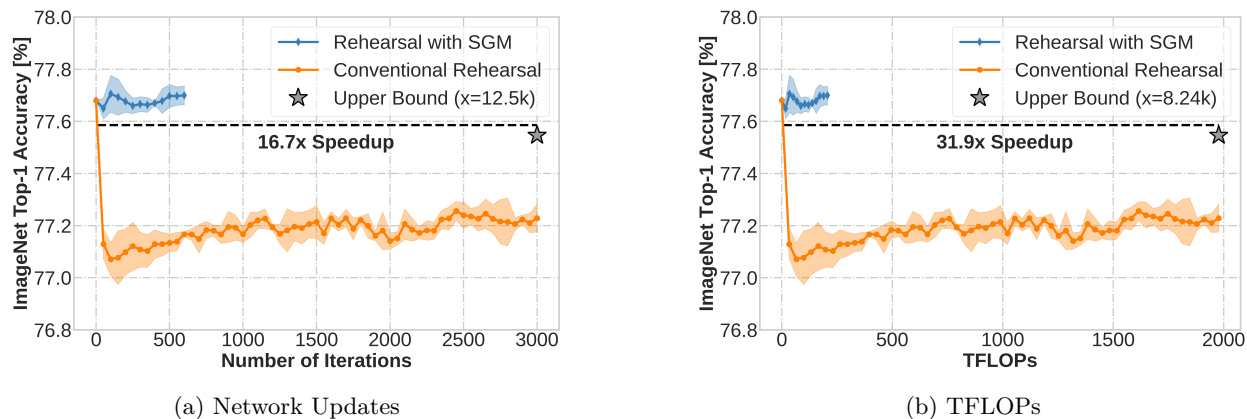 ImageNet Top-1 Accuracy [%]
78.0
77.8
77.6
77.4
77.2
77.0
76.8
Rehearsal with SGM
Conventional Rehearsal
Upper Bound (x=12.5k)
16.7x Speedup
0 500 1000 1500 2000 2500 3000
Number of Iterations
(a) Network Updates
ImageNet Top-1 Accuracy [%]
78.0
77.8
77.6
77.4
77.2
77.0
76.8
Rehearsal with SGM
Conventional Rehearsal
Upper Bound (x=8.24k)
31.9x Speedup
0 500 1000 1500 2000
TFLOPs
(b) TFLOPs